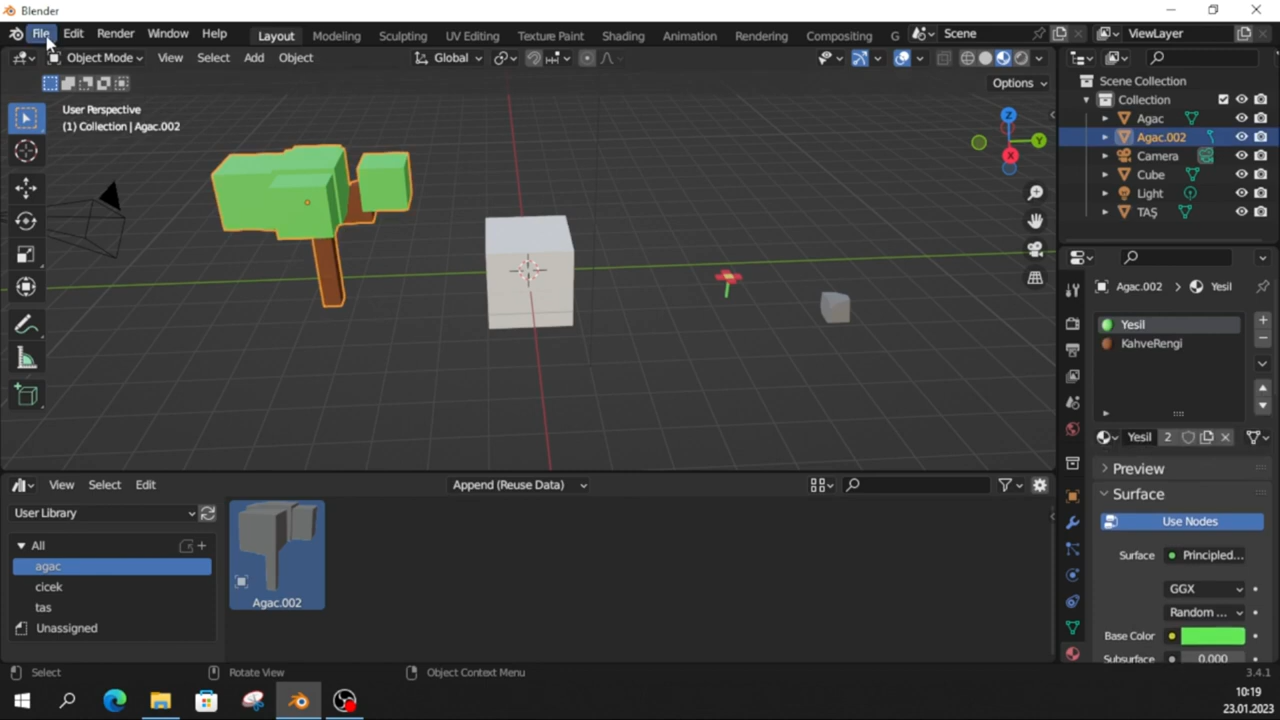 Blender
File Edit Render Window Help Layout Modeling Sculpting UV Editing Texture Paint Shading Animation Rendering Compositing G Scene ViewLayer
Object Mode View Select Add Object Global
Options
User Perspective
(1) Collection | Agac.002
Z
Y
X
Scene Collection
Collection
Agac
Agac.002
Camera
Cube
Light
TAŞ
Agac.002 > Yesil
Yesil
KahveRengi
Yesil 2
Preview
Surface
Use Nodes
Surface Principled...
GGX
Random ...
Base Color
Subsurface 0.000
View Select Edit Append (Reuse Data)
User Library
All
agac
cicek
tas
Unassigned
Agac.002
Select Rotate View Object Context Menu 3.4.1
10:19
23.01.2023